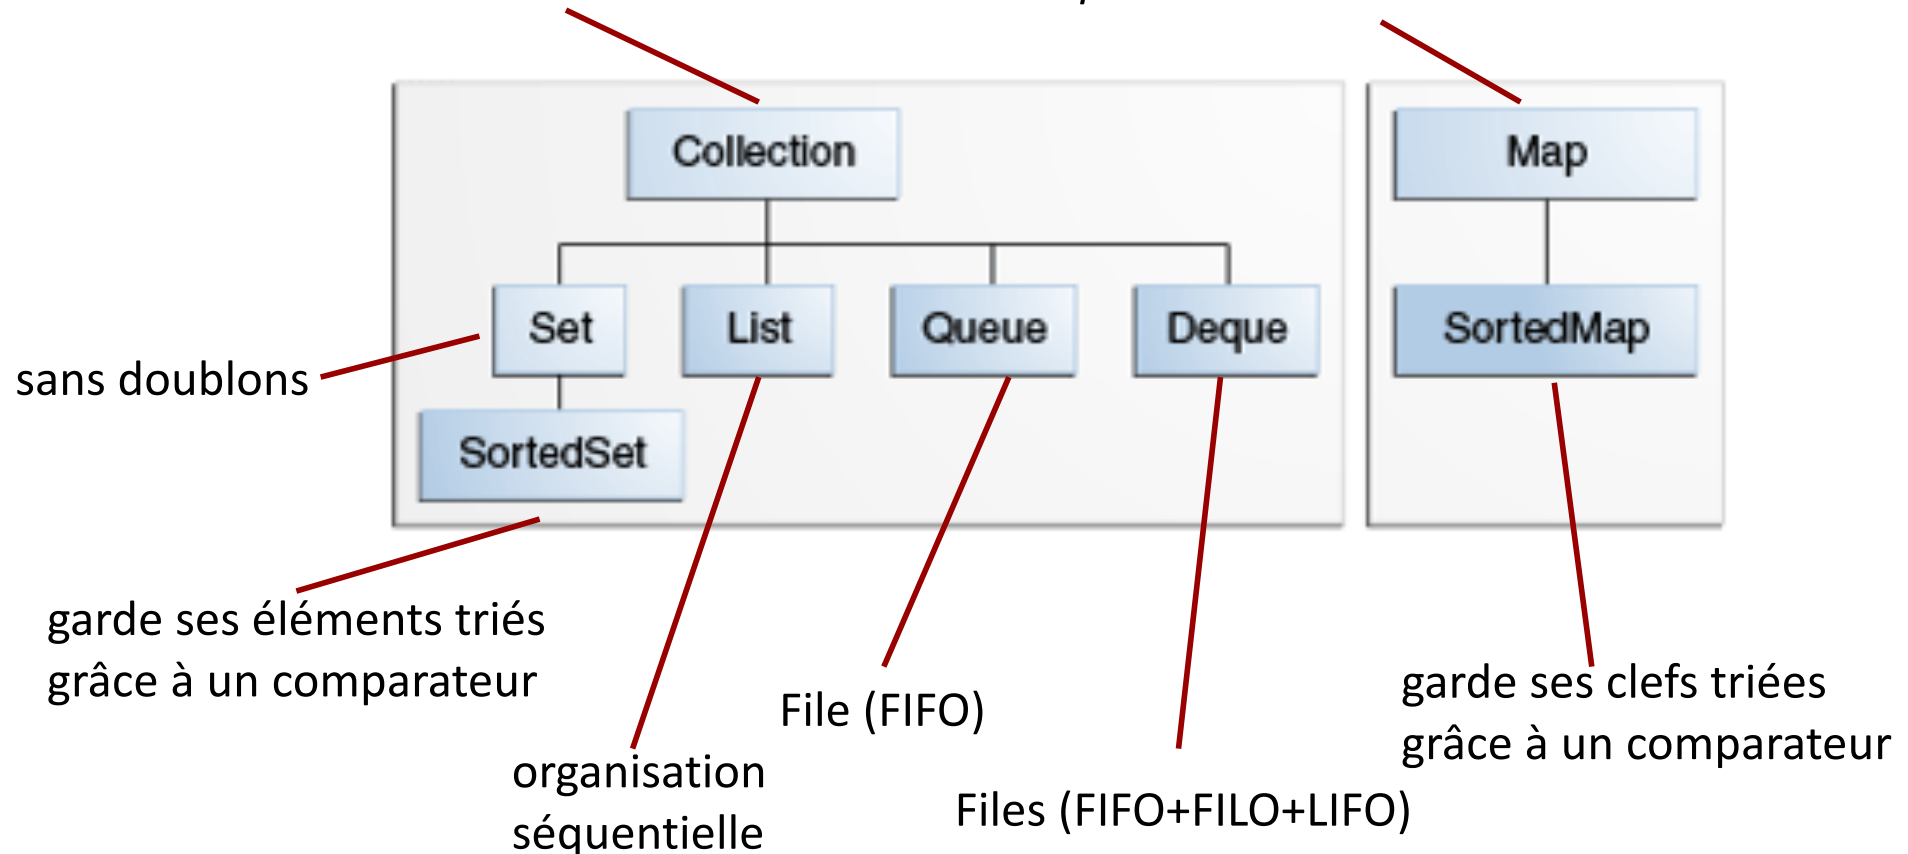 Collection
Map
Set
List
Queue
Deque
SortedMap
sans doublons
SortedSet
garde ses éléments triés
grâce à un comparateur
File (FIFO)
garde ses clefs triées
grâce à un comparateur
organisation
séquentielle
Files (FIFO+FILO+LIFO)